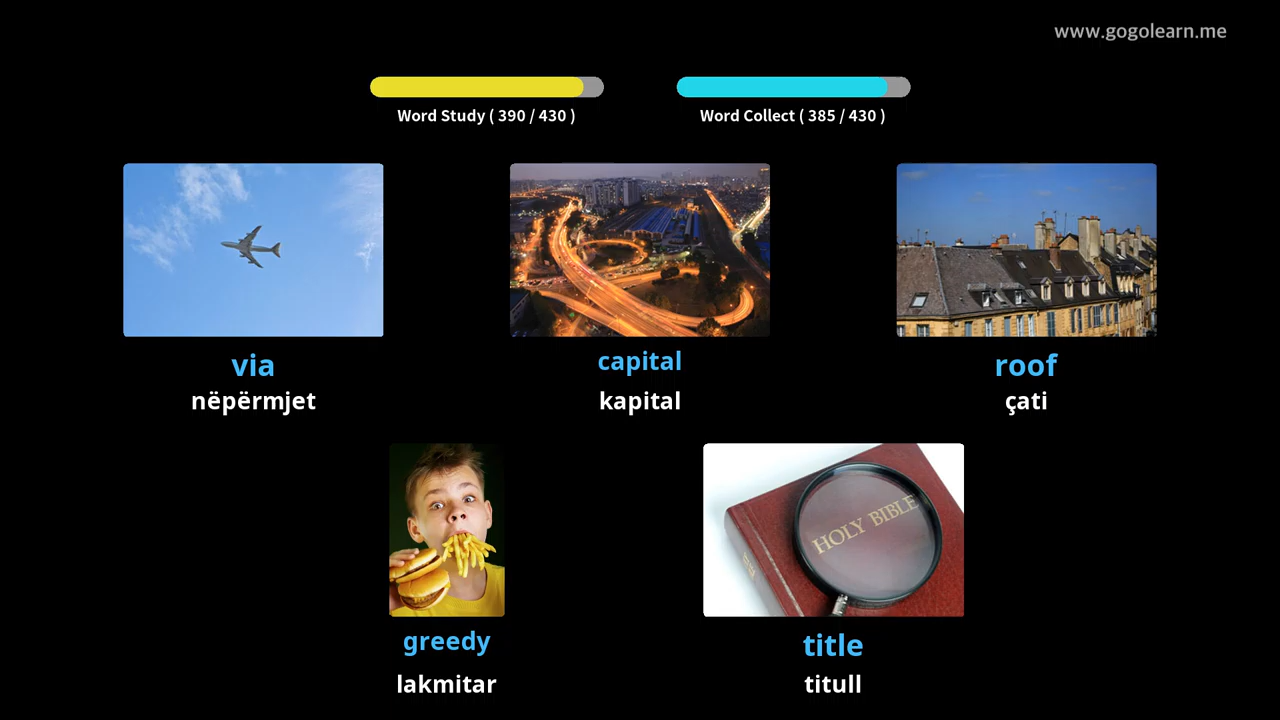 www.gogolearn.me
Word Study ( 390 / 430 )
Word Collect ( 385 / 430 )
via
nëpërmjet
capital
kapital
roof
çati
HOLY BIBLE
greedy
lakmitar
title
titull